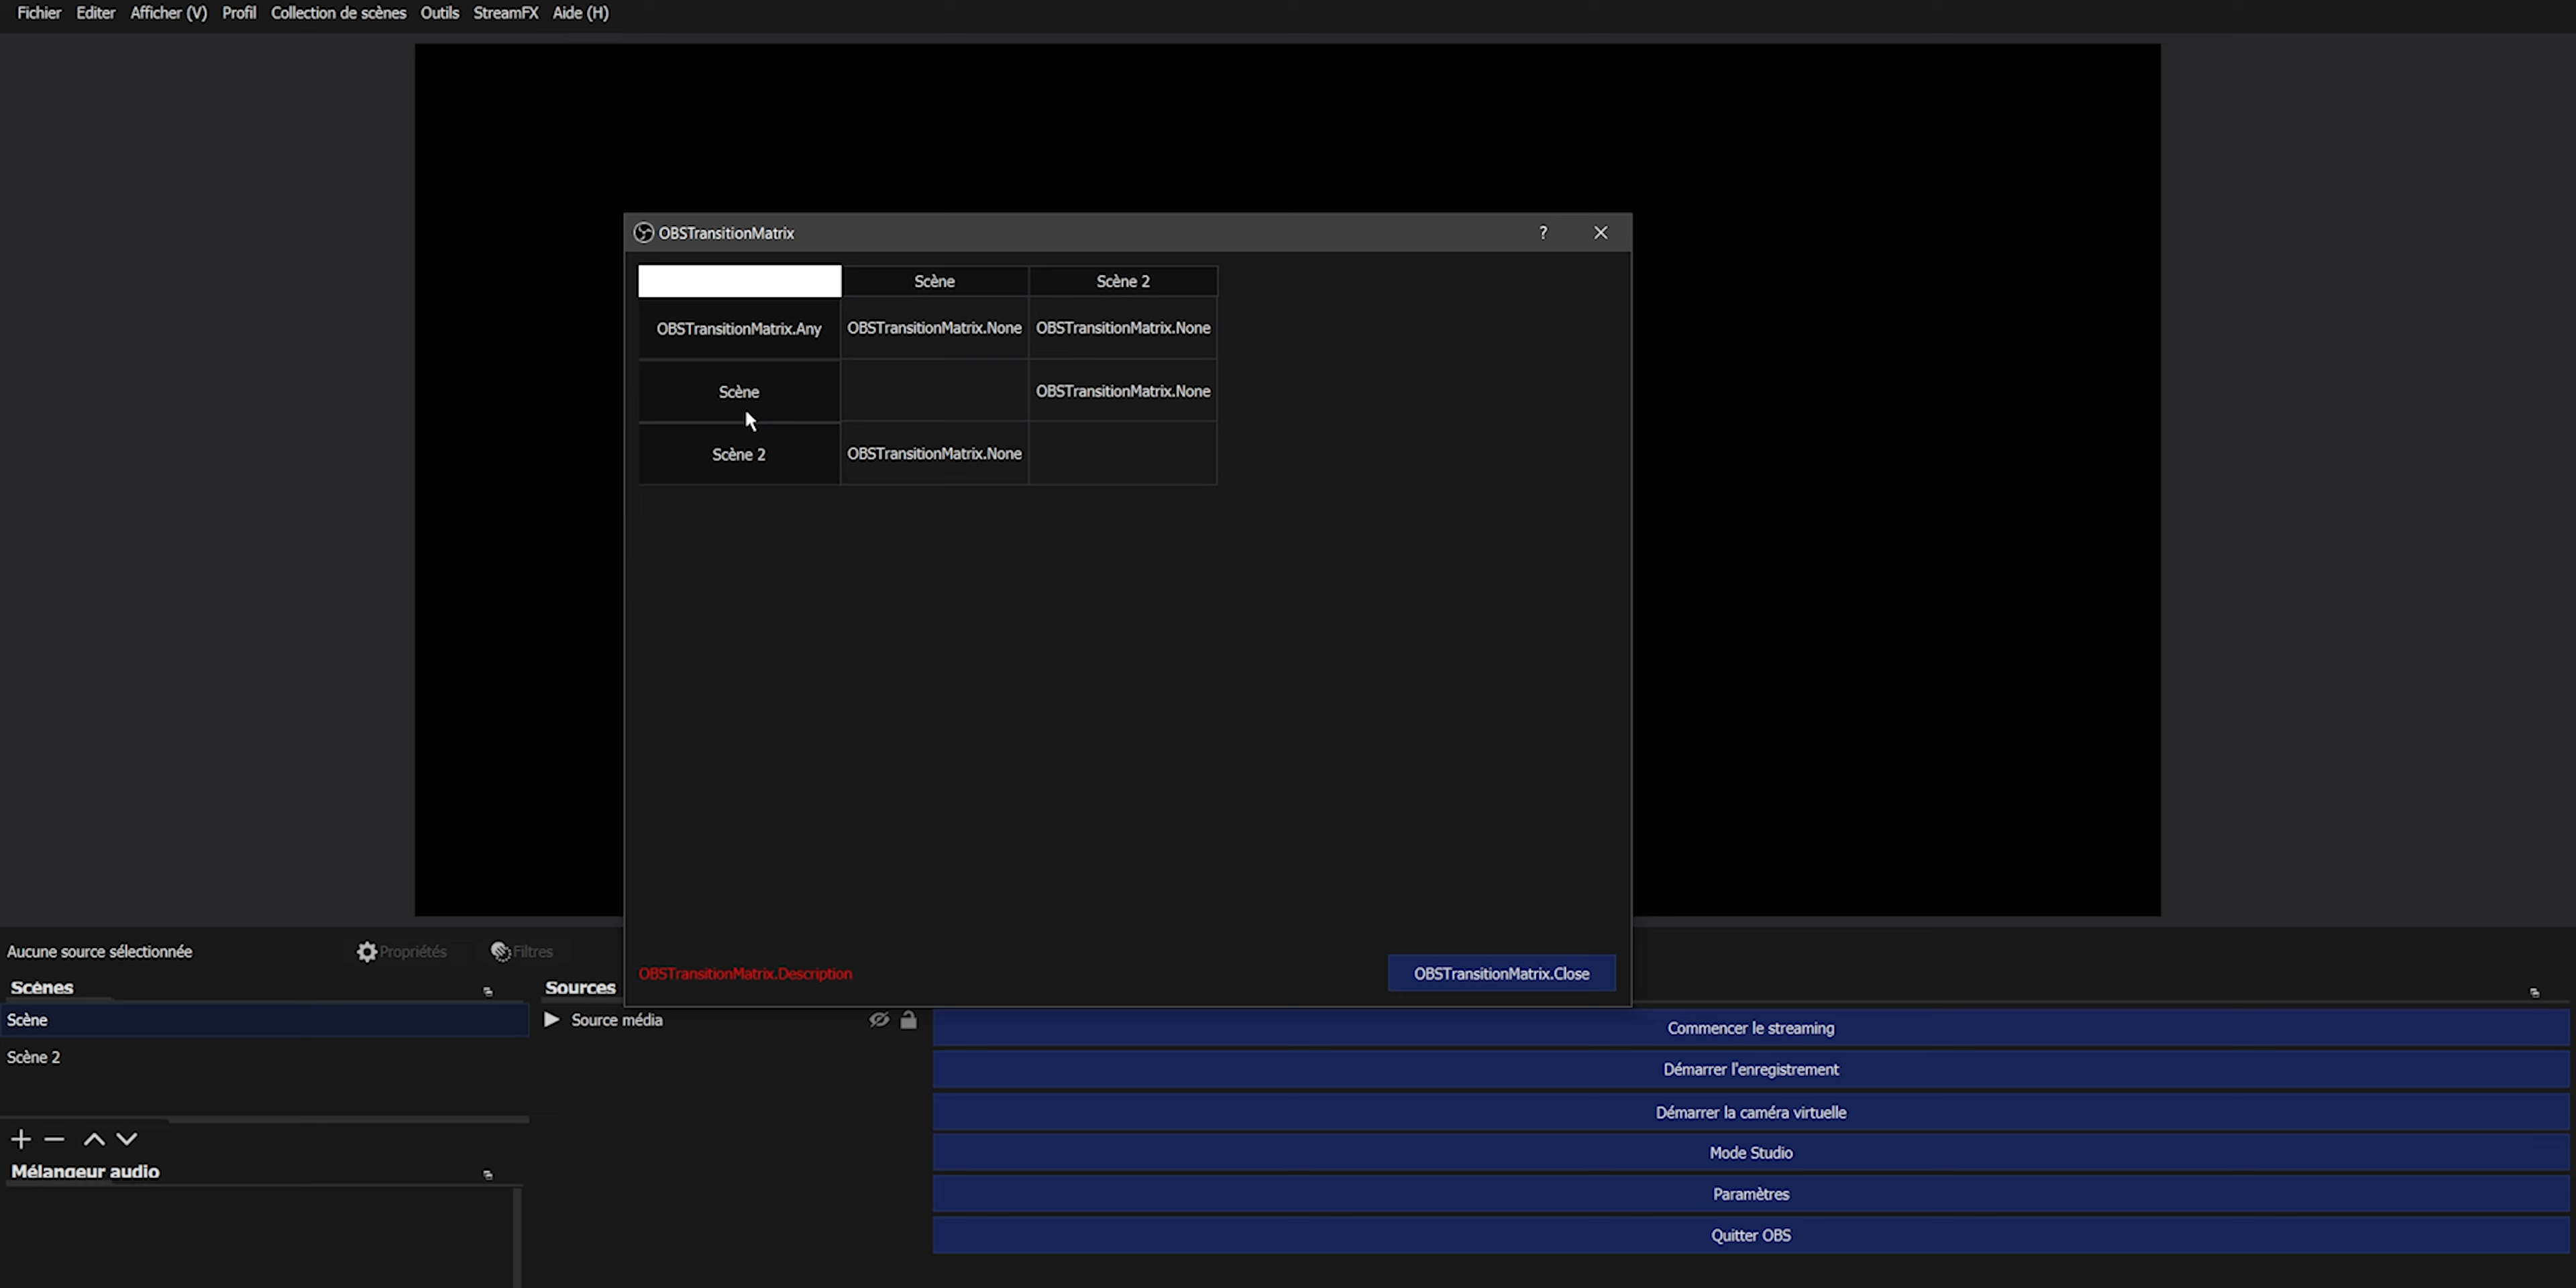 Fichier Editer Afficher (V) Profil Collection de scènes Outils StreamFX Aide (H)
OBSTransitionMatrix ?
Scène Scène 2
OBSTransitionMatrix.Any OBSTransitionMatrix.None OBSTransitionMatrix.None
Scène OBSTransitionMatrix.None
Scène 2 OBSTransitionMatrix.None
OBSTransitionMatrix.Description OBSTransitionMatrix.Close
Aucune source sélectionnée Propriétés Filtres
Scènes
Scène
Scène 2
Sources
Source média
Mélangeur audio
Commencer le streaming
Démarrer l'enregistrement
Démarrer la caméra virtuelle
Mode Studio
Paramètres
Quitter OBS